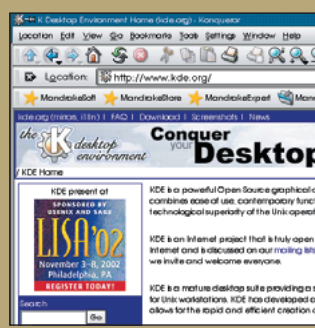 K Desktop Environment Home (kde.org) - Konqueror
Location Edit View Go Bookmarks Tools Settings Window Help
Location: http://www.kde.org/
MandrakeSoft MandrakeStore MandrakeExpert Mand
kde.org (mirrors, i18n) | FAQ | Download | Screenshots | News
the K desktop environment
Conquer
your Desktop
/ KDE Home
KDE present at
SPONSORED BY
USENIX AND SAGE
LISA'02
November 3–8, 2002
Philadelphia, PA
REGISTER TODAY!
Search
Go
KDE is a powerful Open Source graphical d
combines ease of use, contemporary funct
technological superiority of the Unix operat
KDE is an Internet project that is truly open
Internet and is discussed on our mailing lists
we invite and welcome everyone.
KDE is a mature desktop suite providing a s
for Unix workstations. KDE has developed a
allows for the rapid and efficient creation o